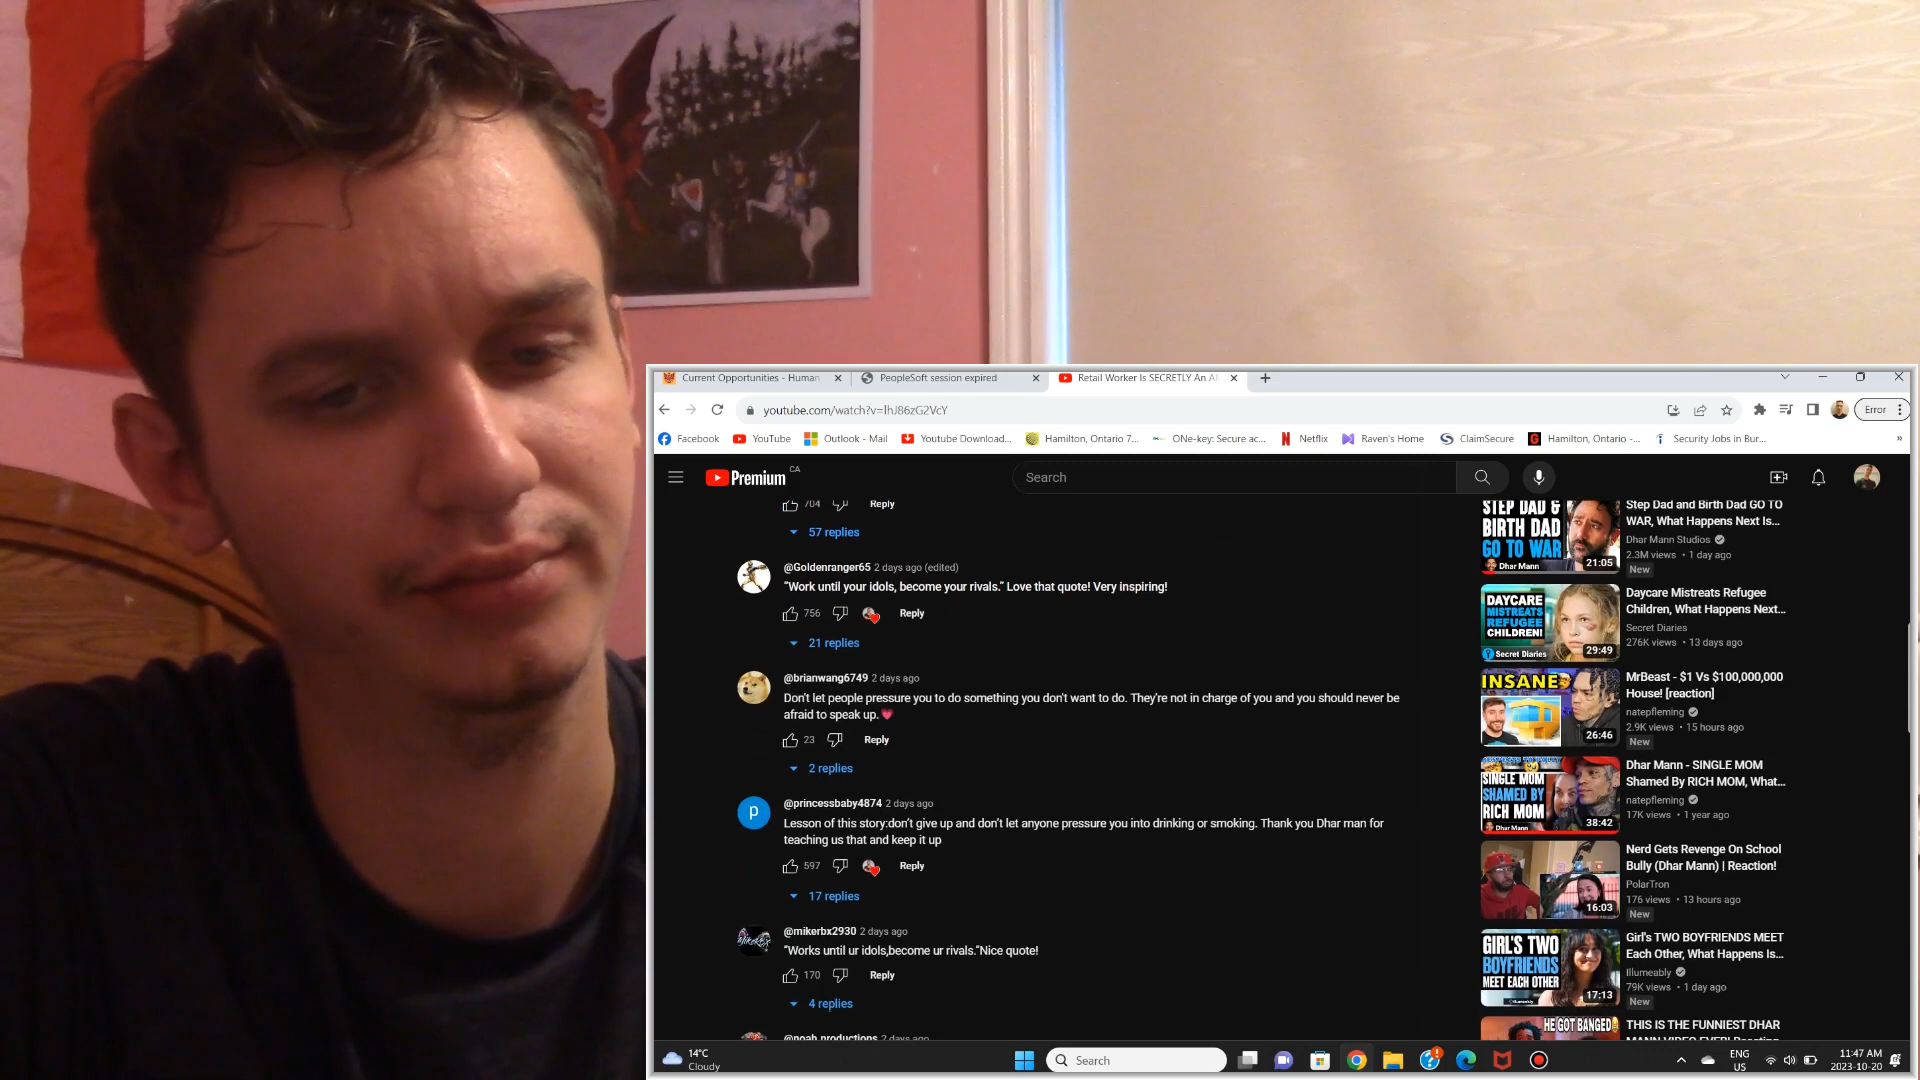 Current Opportunities - Human
PeopleSoft session expired
Retail Worker Is SECRETLY An A
youtube.com/watch?v=lhJ86zG2VcY
Error
Facebook
YouTube
Outlook - Mail
Youtube Download...
Hamilton, Ontario 7...
ONe-key: Secure ac...
Netflix
Raven's Home
ClaimSecure
Hamilton, Ontario -...
Security Jobs in Bur...
»
Premium
CA
Search
704
Reply
57 replies
@Goldenranger65 2 days ago (edited)
“Work until your idols, become your rivals.” Love that quote! Very inspiring!
756
Reply
21 replies
@brianwang6749 2 days ago
Don't let people pressure you to do something you don't want to do. They're not in charge of you and you should never be
afraid to speak up.💗
23
Reply
2 replies
P
@princessbaby4874 2 days ago
Lesson of this story:don’t give up and don’t let anyone pressure you into drinking or smoking. Thank you Dhar man for
teaching us that and keep it up
597
Reply
17 replies
@mikerbx2930 2 days ago
“Works until ur idols,become ur rivals.”Nice quote!
170
Reply
4 replies
@noah.productions 2 days ago
STEP DAD &
BIRTH DAD
GO TO WAR
Dhar Mann
21:05
Step Dad and Birth Dad GO TO
WAR, What Happens Next Is...
Dhar Mann Studios
2.3M views • 1 day ago
New
DAYCARE
MISTREATS
REFUGEE
CHILDREN!
Secret Diaries
29:49
Daycare Mistreats Refugee
Children, What Happens Next...
Secret Diaries
276K views • 13 days ago
INSANE
26:46
MrBeast - $1 Vs $100,000,000
House! [reaction]
natepfleming
2.9K views • 15 hours ago
New
SINGLE MOM
SHAMED BY
RICH MOM
Dhar Mann
38:42
Dhar Mann - SINGLE MOM
Shamed By RICH MOM, What...
natepfleming
17K views • 1 year ago
16:03
Nerd Gets Revenge On School
Bully (Dhar Mann) | Reaction!
PolarTron
176 views • 13 hours ago
New
GIRL'S TWO
BOYFRIENDS
MEET EACH OTHER
17:13
Girl's TWO BOYFRIENDS MEET
Each Other, What Happens Is...
Illumeably
79K views • 1 day ago
New
HE GOT BANGED
THIS IS THE FUNNIEST DHAR
MANN VIDEO EVER! Reacting
14°C
Cloudy
Search
ENG
US
11:47 AM
2023-10-20